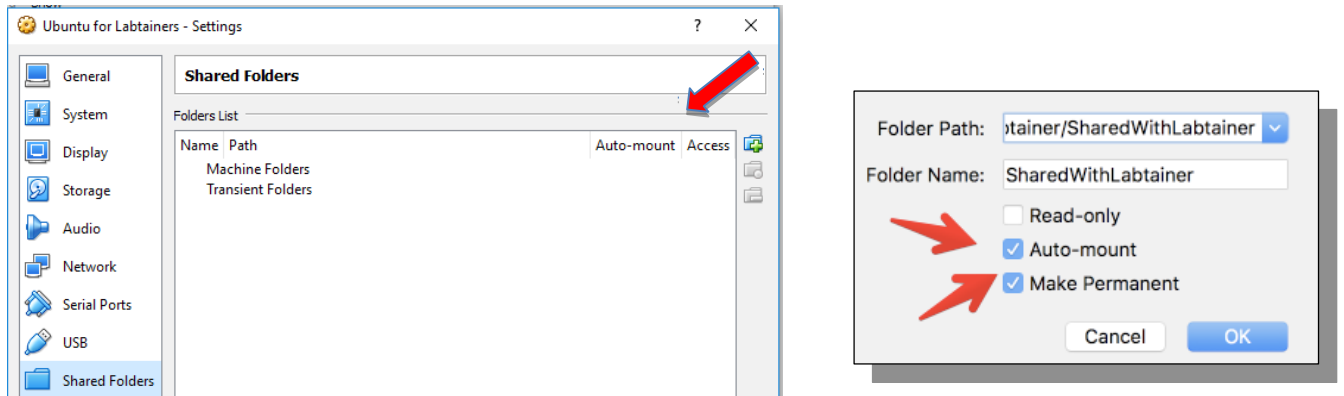 Ubuntu for Labtainers - Settings ?
General
System
Display
Storage
Audio
Network
Serial Ports
USB
Shared Folders
Shared Folders
Folders List
Name Path Auto-mount Access
Machine Folders
Transient Folders
Folder Path: tainer/SharedWithLabtainer
Folder Name: SharedWithLabtainer
Read-only
Auto-mount
Make Permanent
Cancel OK